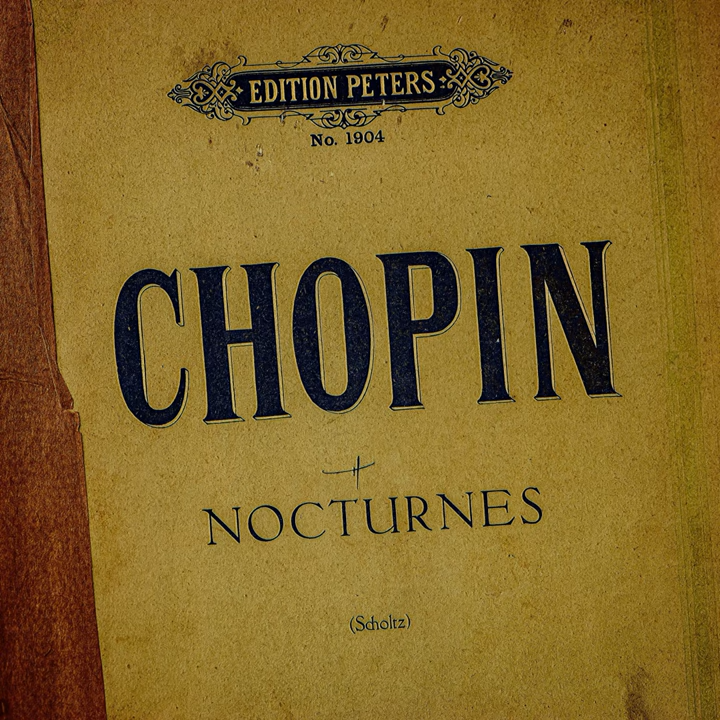 EDITION PETERS
No. 1904
CHOPIN
NOCTURNES
(Scholtz)